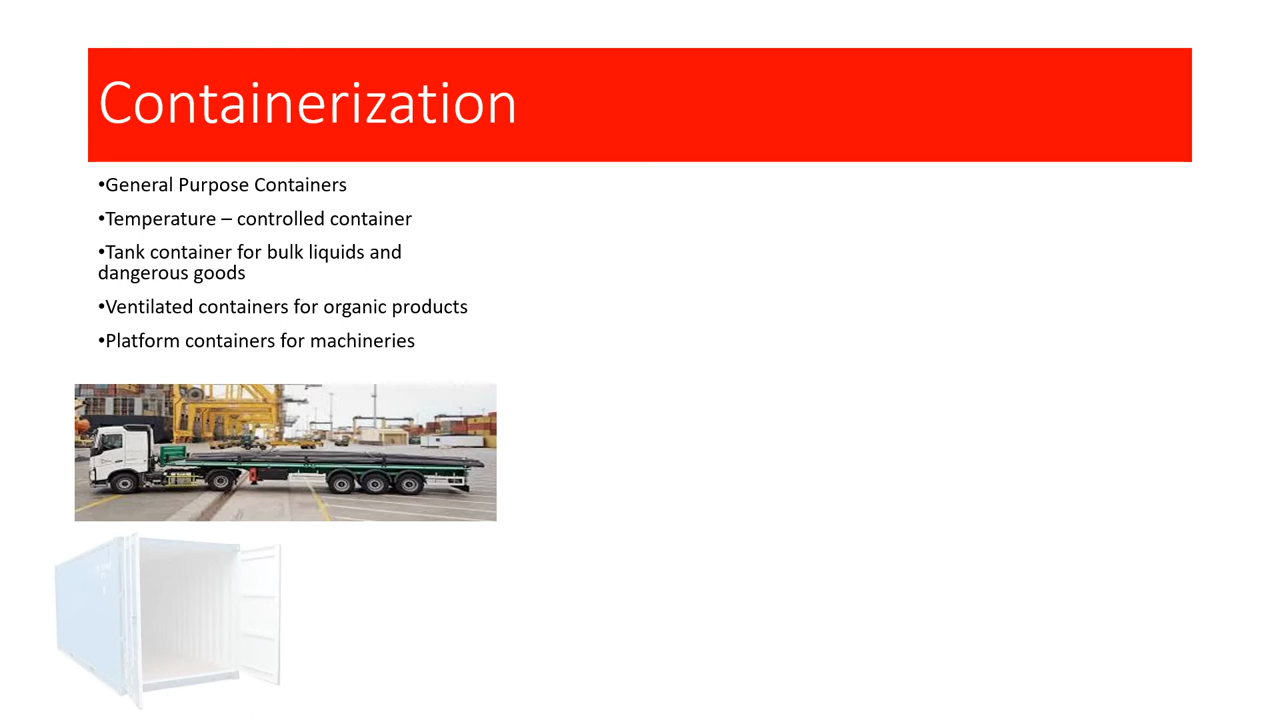 Containerization
•General Purpose Containers
•Temperature – controlled container
•Tank container for bulk liquids and
dangerous goods
•Ventilated containers for organic products
•Platform containers for machineries